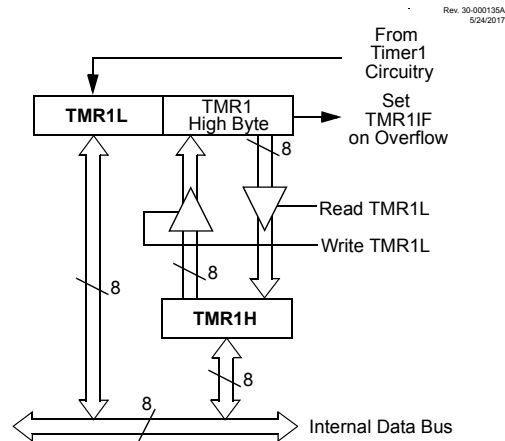 Rev. 30-000135A
5/24/2017
From
Timer1
Circuitry
TMR1L
TMR1
High Byte
Set
TMR1IF
on Overflow
8
Read TMR1L
Write TMR1L
8
8
TMR1H
8
8
Internal Data Bus